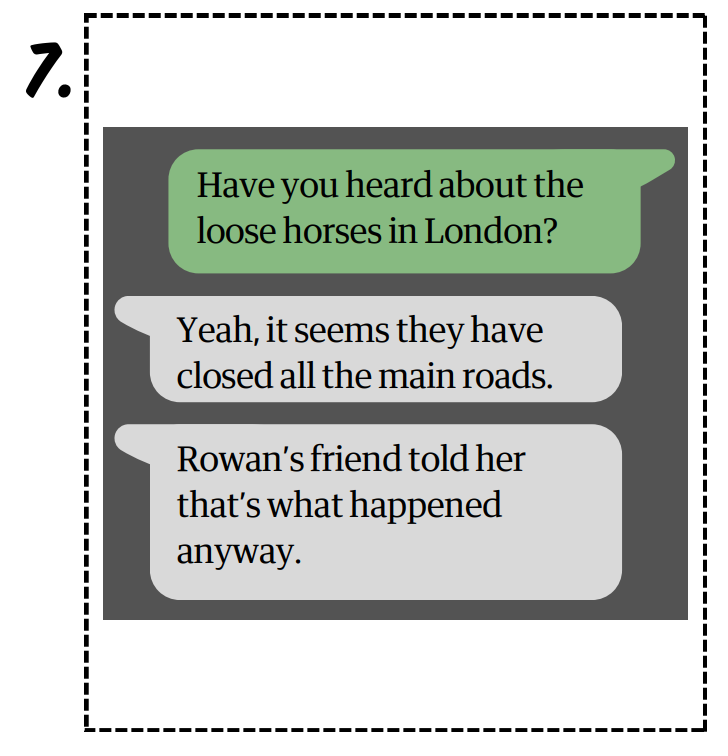 7.
Have you heard about the
loose horses in London?
Yeah, it seems they have
closed all the main roads.
Rowan’s friend told her
that’s what happened
anyway.